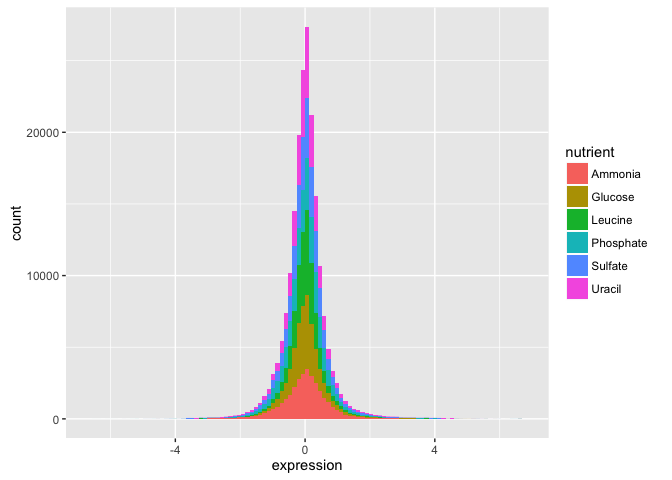 20000
10000
0
-4
0
4
expression
count
nutrient
Ammonia
Glucose
Leucine
Phosphate
Sulfate
Uracil